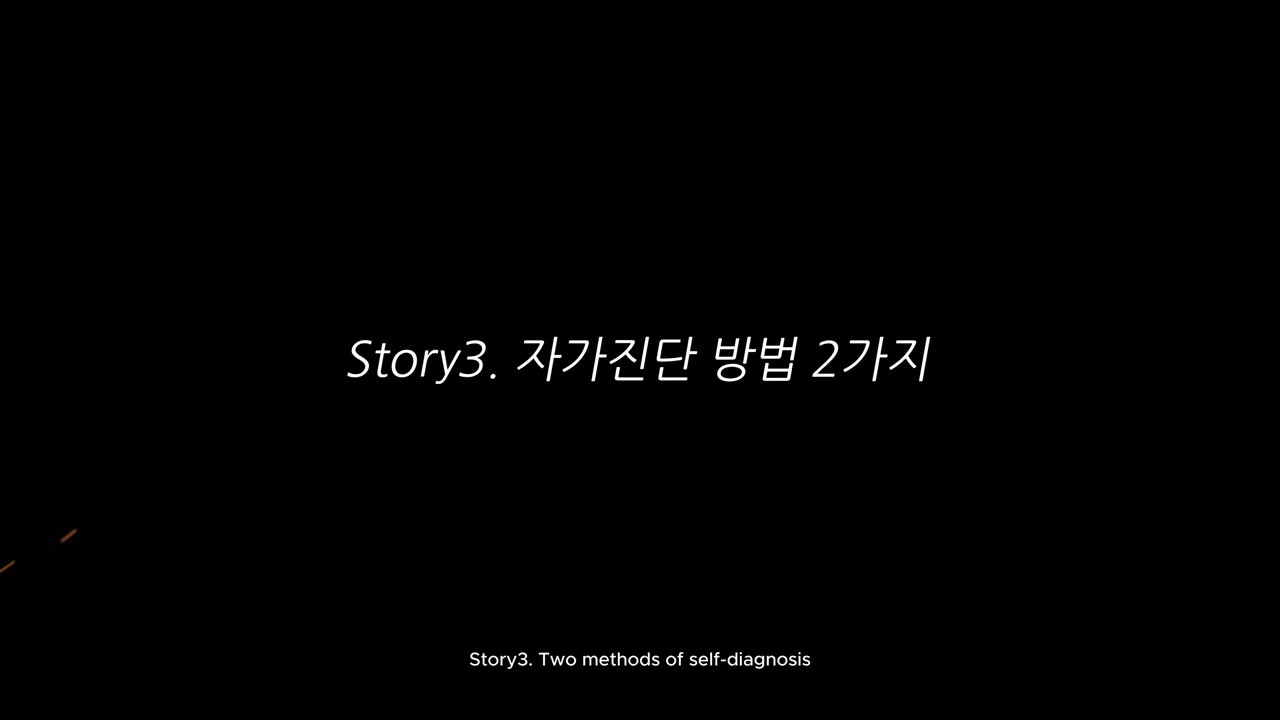 Story3. 자가진단 방법 2가지
Story3. Two methods of self-diagnosis